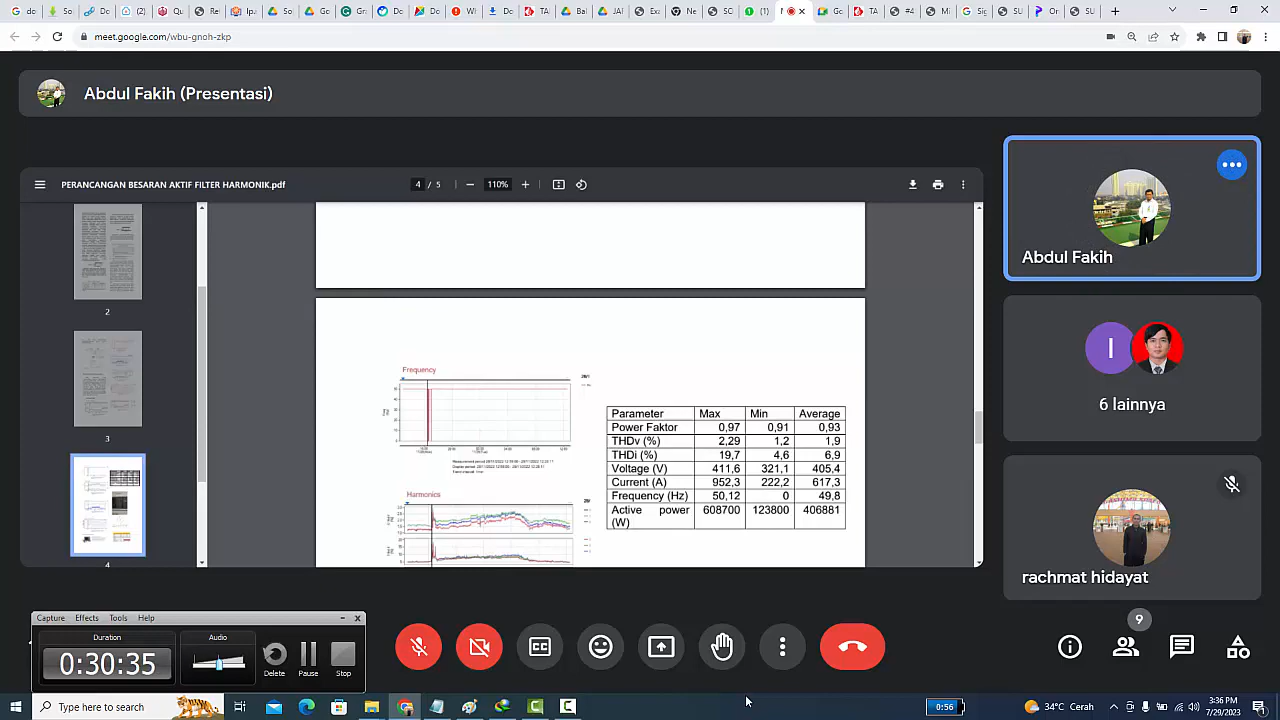 meet.google.com/wbu-gnoh-zkp
Abdul Fakih (Presentasi)
PERANCANGAN BESARAN AKTIF FILTER HARMONIK.pdf
4 / 5
110%
2
3
4
Frequency
Harmonics
Parameter Max Min Average
Power Faktor 0,97 0,91 0,93
THDv (%) 2,29 1,2 1,9
THDi (%) 19,7 4,6 6,9
Voltage (V) 411,6 321,1 405,4
Current (A) 952,3 222,2 617,3
Frequency (Hz) 50,12 0 49,8
Active power 608700 123800 406881
(W)
Abdul Fakih
I
6 lainnya
rachmat hidayat
9
Capture Effects Tools Help
Duration
Audio
0:30:35
Delete
Pause
Stop
Type here to search
0:56
34°C Cerah
3:36 PM
7/29/2023